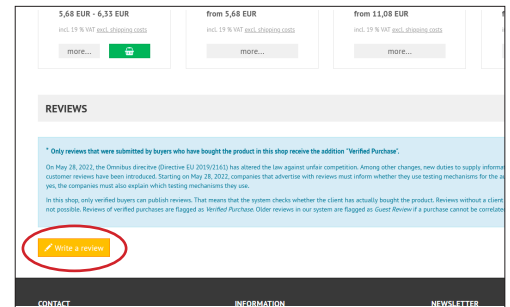 5,68 EUR - 6,33 EUR
from 5,68 EUR
from 11,08 EUR
incl. 19 % VAT excl. shipping costs
incl. 19 % VAT excl. shipping costs
incl. 19 % VAT excl. shipping costs
more...
more...
more...
REVIEWS
* Only reviews that were submitted by buyers who have bought the product in this shop receive the addition "Verified Purchase".
On May 28, 2022, the Omnibus direcitve (Directive EU 2019/2161) has altered the law against unfair competition. Among other changes, new duties to supply informa
customer reviews have been introduced. Starting on May 28, 2022, companies that advertise with reviews must inform whether they use testing mechanisms for the au
yes, the companies must also explain which testing mechanisms they use.
In this shop, only verified buyers can publish reviews. That means that the system checks whether the client has actually bought the product. Reviews without a client
not possible. Reviews of verified purchases are flagged as Verified Purchase. Older reviews in our system are flagged as Guest Review if a purchase cannot be correlate
Write a review
CONTACT
INFORMATION
NEWSLETTER